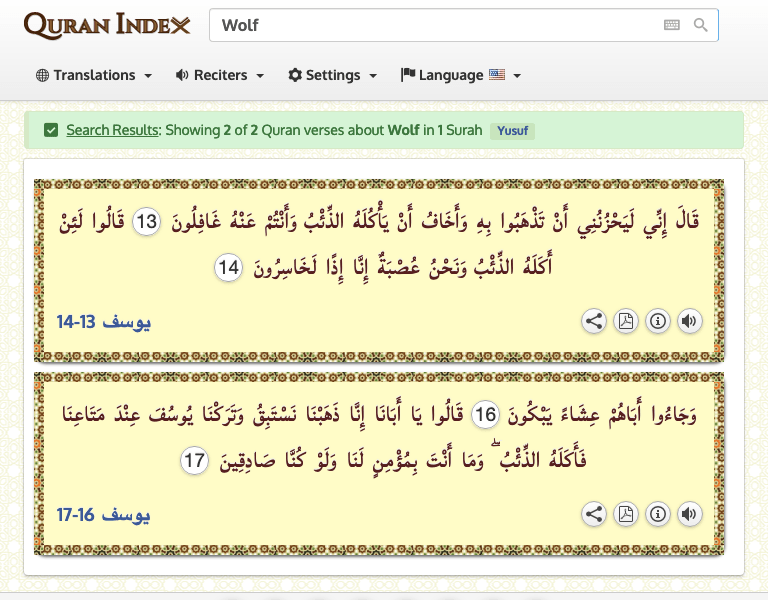 QURAN INDEX
Wolf
Translations Reciters Settings Language
Search Results: Showing 2 of 2 Quran verses about Wolf in 1 Surah Yusuf
قَالَ إِنِّي لَيَحْزُنُنِي أَنْ تَذْهَبُوا بِهِ وَأَخَافُ أَنْ يَأْكُلَهُ الذِّئْبُ وَأَنْتُمْ عَنْهُ غَافِلُونَ 13 قَالُوا لَئِنْ
أَكَلَهُ الذِّئْبُ وَنَحْنُ عُصْبَةٌ إِنَّا إِذًا لَخَاسِرُونَ 14
يوسف 13-14
وَجَاءُوا أَبَاهُمْ عِشَاءً يَبْكُونَ 16 قَالُوا يَا أَبَانَا إِنَّا ذَهَبْنَا نَسْتَبِقُ وَتَرَكْنَا يُوسُفَ عِنْدَ مَتَاعِنَا
فَأَكَلَهُ الذِّئْبُ ۖ وَمَا أَنْتَ بِمُؤْمِنٍ لَنَا وَلَوْ كُنَّا صَادِقِينَ 17
يوسف 16-17